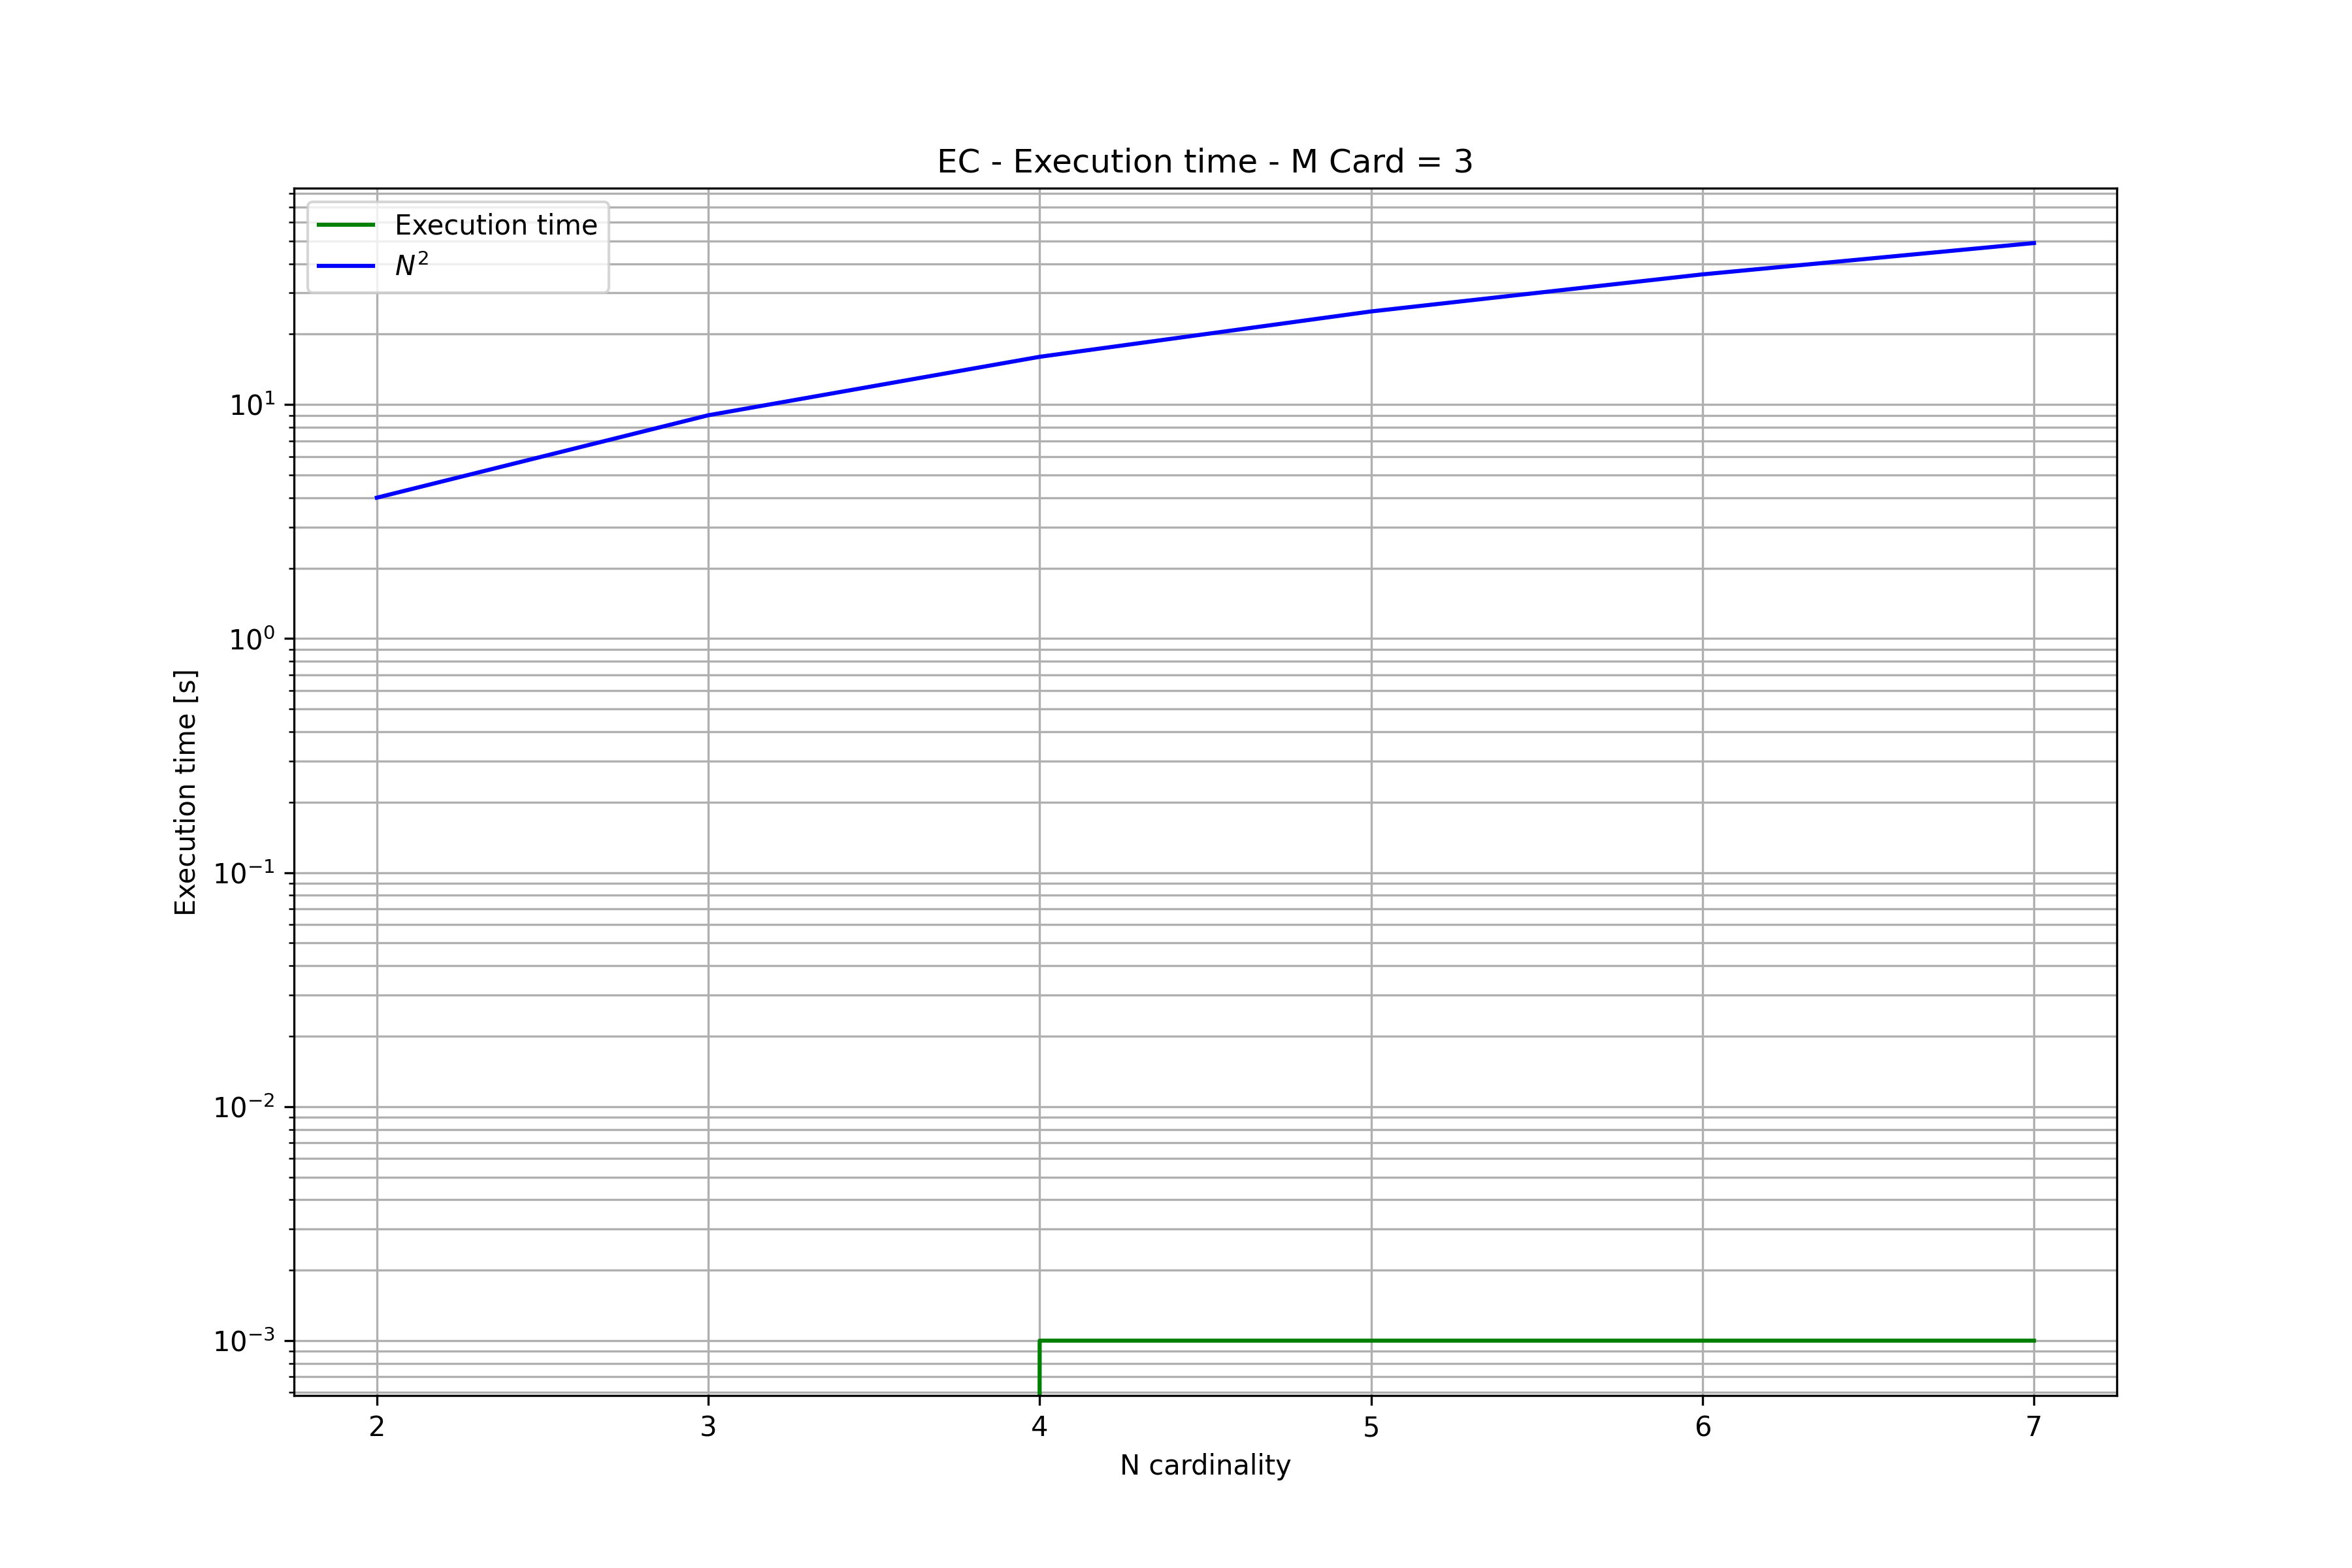 EC - Execution time - M Card = 3
Execution time
N²
10¹
10⁰
10⁻¹
10⁻²
10⁻³
Execution time [s]
2 3 4 5 6 7
N cardinality